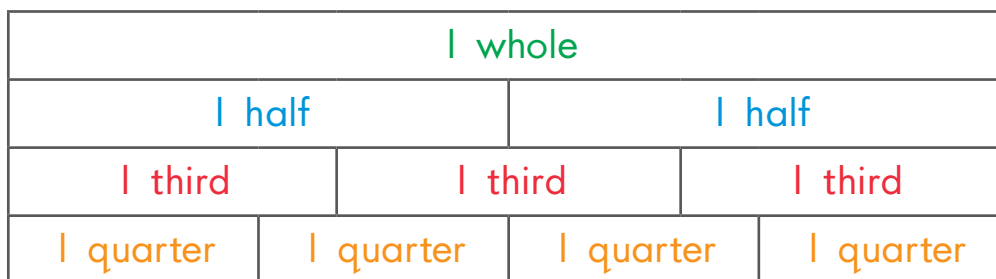 1 whole
1 half 1 half
1 third 1 third 1 third
1 quarter 1 quarter 1 quarter 1 quarter